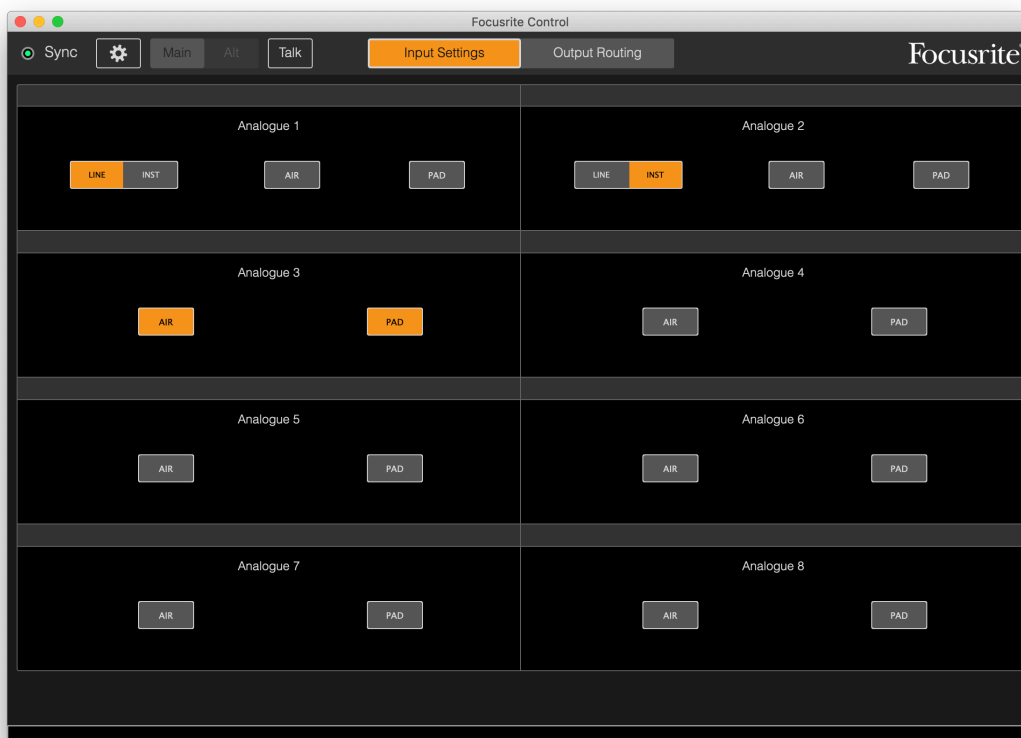 Focusrite Control
Sync Main Alt Talk Input Settings Output Routing Focusrite
Analogue 1 Analogue 2
LINE INST AIR PAD LINE INST AIR PAD
Analogue 3 Analogue 4
AIR PAD AIR PAD
Analogue 5 Analogue 6
AIR PAD AIR PAD
Analogue 7 Analogue 8
AIR PAD AIR PAD